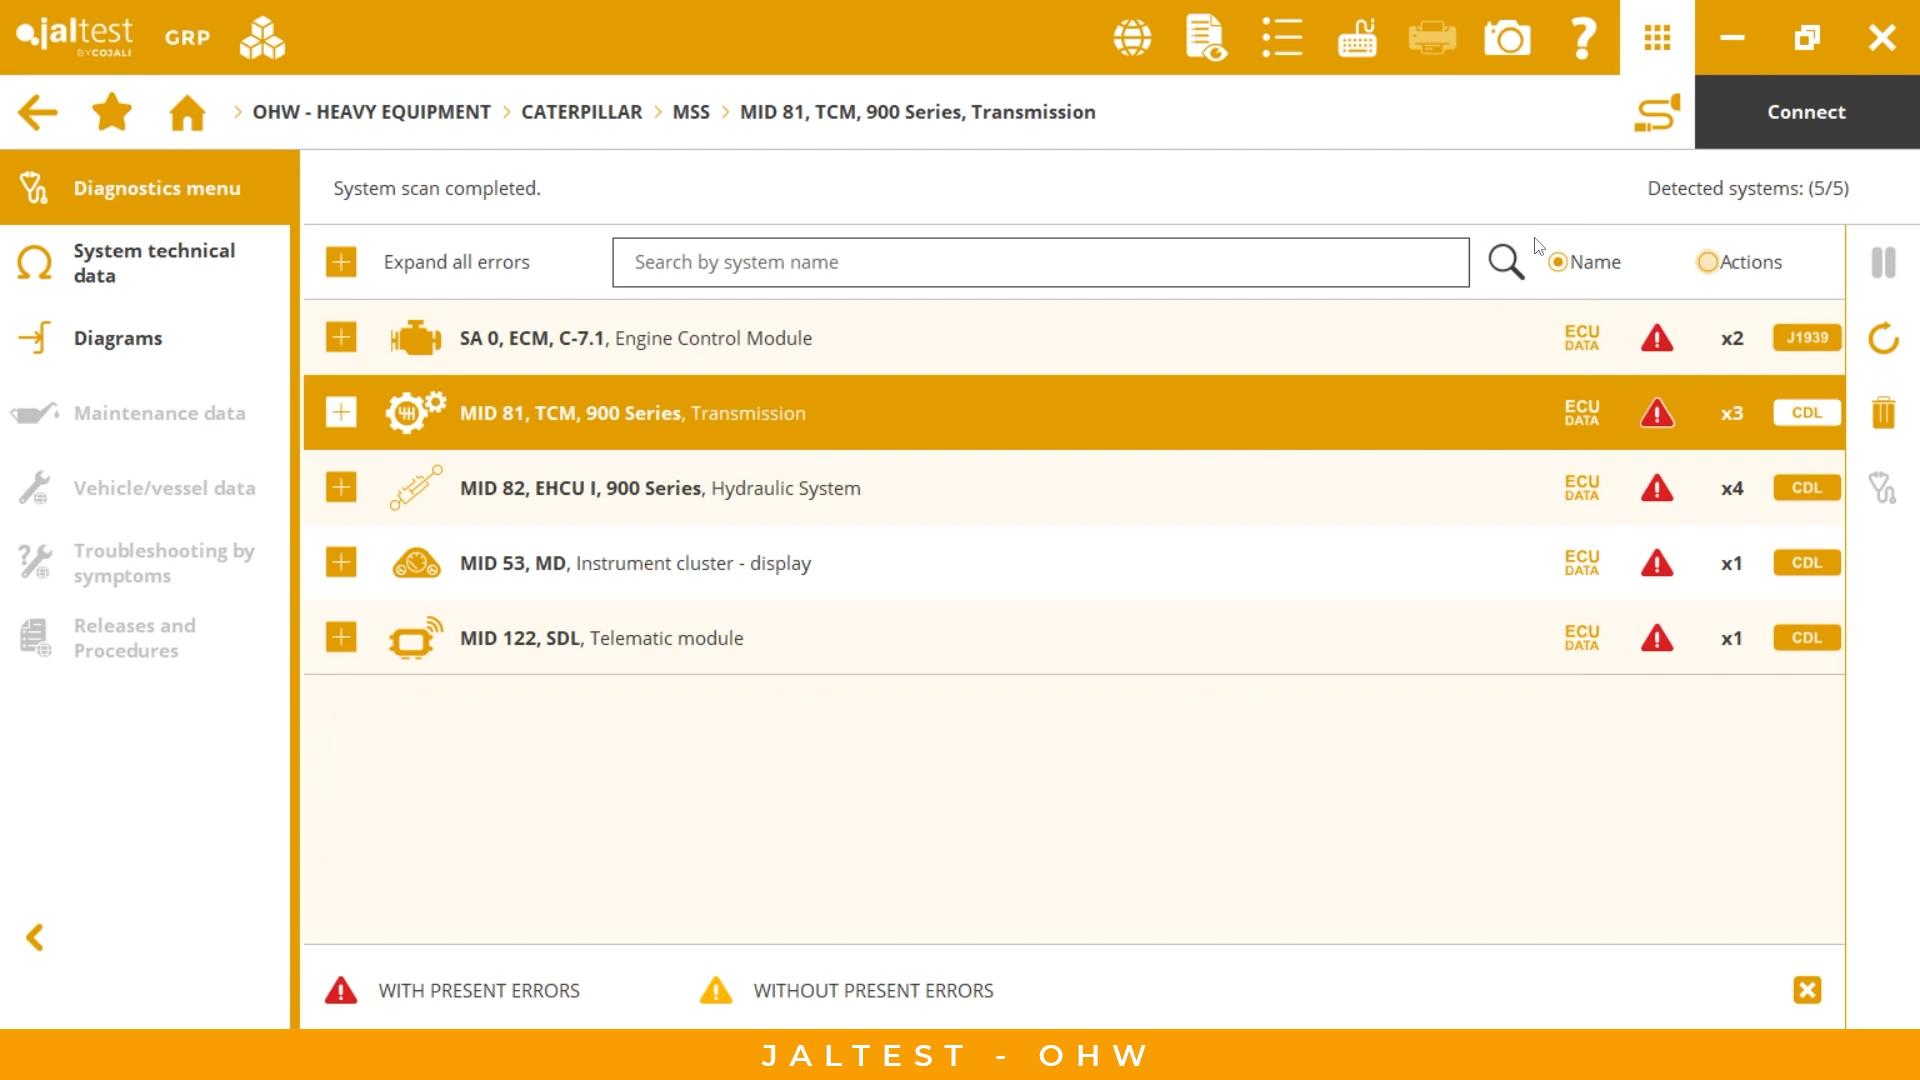 jaltest
BY COJALI
GRP
OHW - HEAVY EQUIPMENT
CATERPILLAR
MSS
MID 81, TCM, 900 Series, Transmission
Connect
Diagnostics menu
System technical
data
Diagrams
Maintenance data
Vehicle/vessel data
Troubleshooting by
symptoms
Releases and
Procedures
System scan completed.
Detected systems: (5/5)
Expand all errors
Search by system name
Name
Actions
SA 0, ECM, C-7.1, Engine Control Module
ECU
DATA
x2
J1939
MID 81, TCM, 900 Series, Transmission
ECU
DATA
x3
CDL
MID 82, EHCU I, 900 Series, Hydraulic System
ECU
DATA
x4
CDL
MID 53, MD, Instrument cluster - display
ECU
DATA
x1
CDL
MID 122, SDL, Telematic module
ECU
DATA
x1
CDL
WITH PRESENT ERRORS
WITHOUT PRESENT ERRORS
JALTEST - OHW